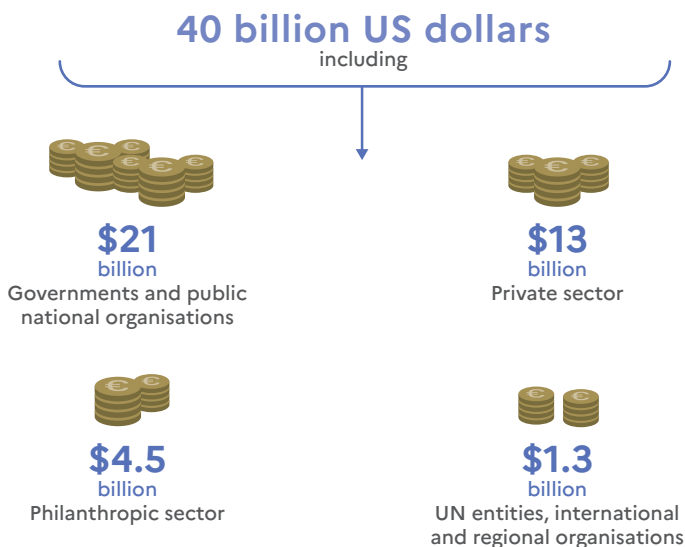 40 billion US dollars
including
$21
billion
Governments and public
national organisations
$13
billion
Private sector
$4.5
billion
Philanthropic sector
$1.3
billion
UN entities, international
and regional organisations